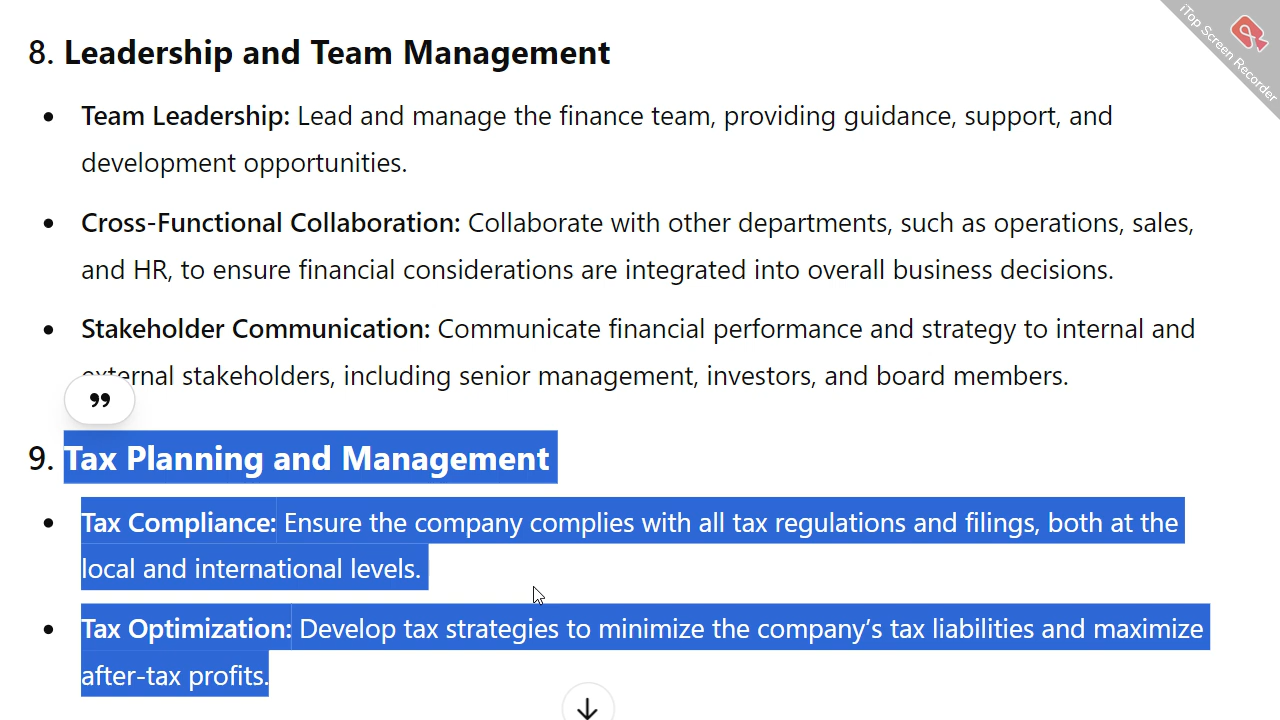 iTop Screen Recorder
8. Leadership and Team Management
• Team Leadership: Lead and manage the finance team, providing guidance, support, and
development opportunities.
• Cross-Functional Collaboration: Collaborate with other departments, such as operations, sales,
and HR, to ensure financial considerations are integrated into overall business decisions.
• Stakeholder Communication: Communicate financial performance and strategy to internal and
external stakeholders, including senior management, investors, and board members.
9. Tax Planning and Management
• Tax Compliance: Ensure the company complies with all tax regulations and filings, both at the
local and international levels.
• Tax Optimization: Develop tax strategies to minimize the company’s tax liabilities and maximize
after-tax profits.